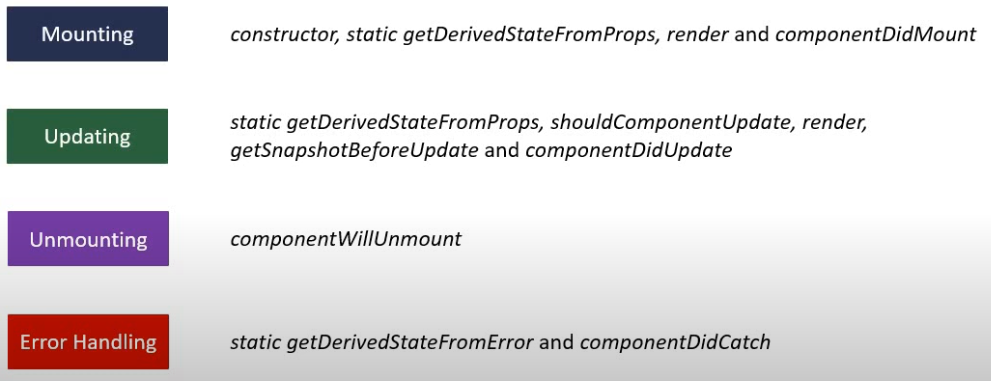 Mounting
constructor, static getDerivedStateFromProps, render and componentDidMount
Updating
static getDerivedStateFromProps, shouldComponentUpdate, render,
getSnapshotBeforeUpdate and componentDidUpdate
Unmounting
componentWillUnmount
Error Handling
static getDerivedStateFromError and componentDidCatch